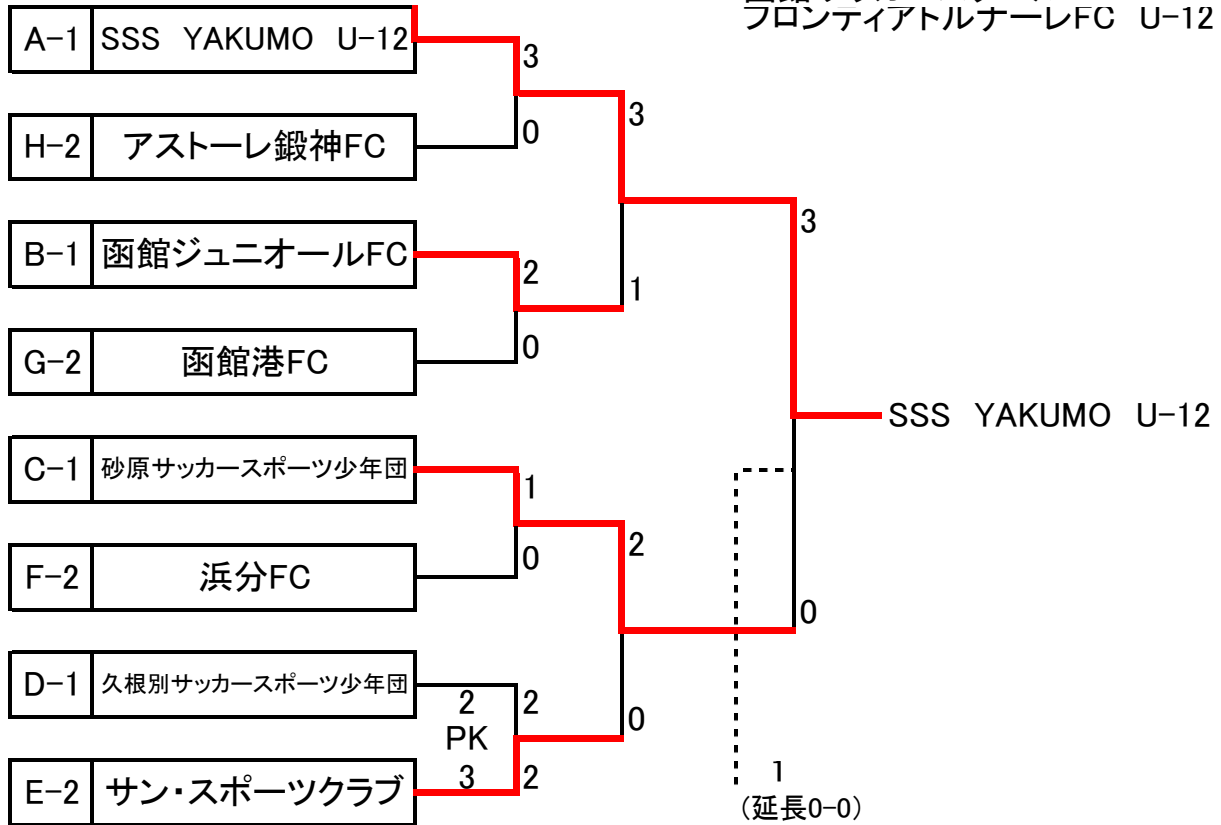 フロンティアトルナーレFC U-12
A-1 SSS YAKUMO U-12
3
3
H-2 アストーレ鍛神FC
0
3
B-1 函館ジュニオールFC
2
1
G-2 函館港FC
0
SSS YAKUMO U-12
C-1 砂原サッカースポーツ少年団
1
2
F-2 浜分FC
0
0
D-1 久根別サッカースポーツ少年団
2 2
0
PK
E-2 サン・スポーツクラブ
3 2
1
(延長0-0)